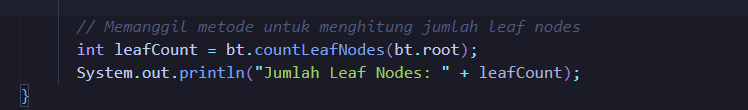 // Memanggil metode untuk menghitung jumlah leaf nodes
int leafCount = bt.countLeafNodes(bt.root);
System.out.println("Jumlah Leaf Nodes: " + leafCount);
}